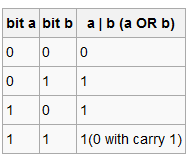 bit a bit b a | b (a OR b)
0 0 0
0 1 1
1 0 1
1 1 1(0 with carry 1)